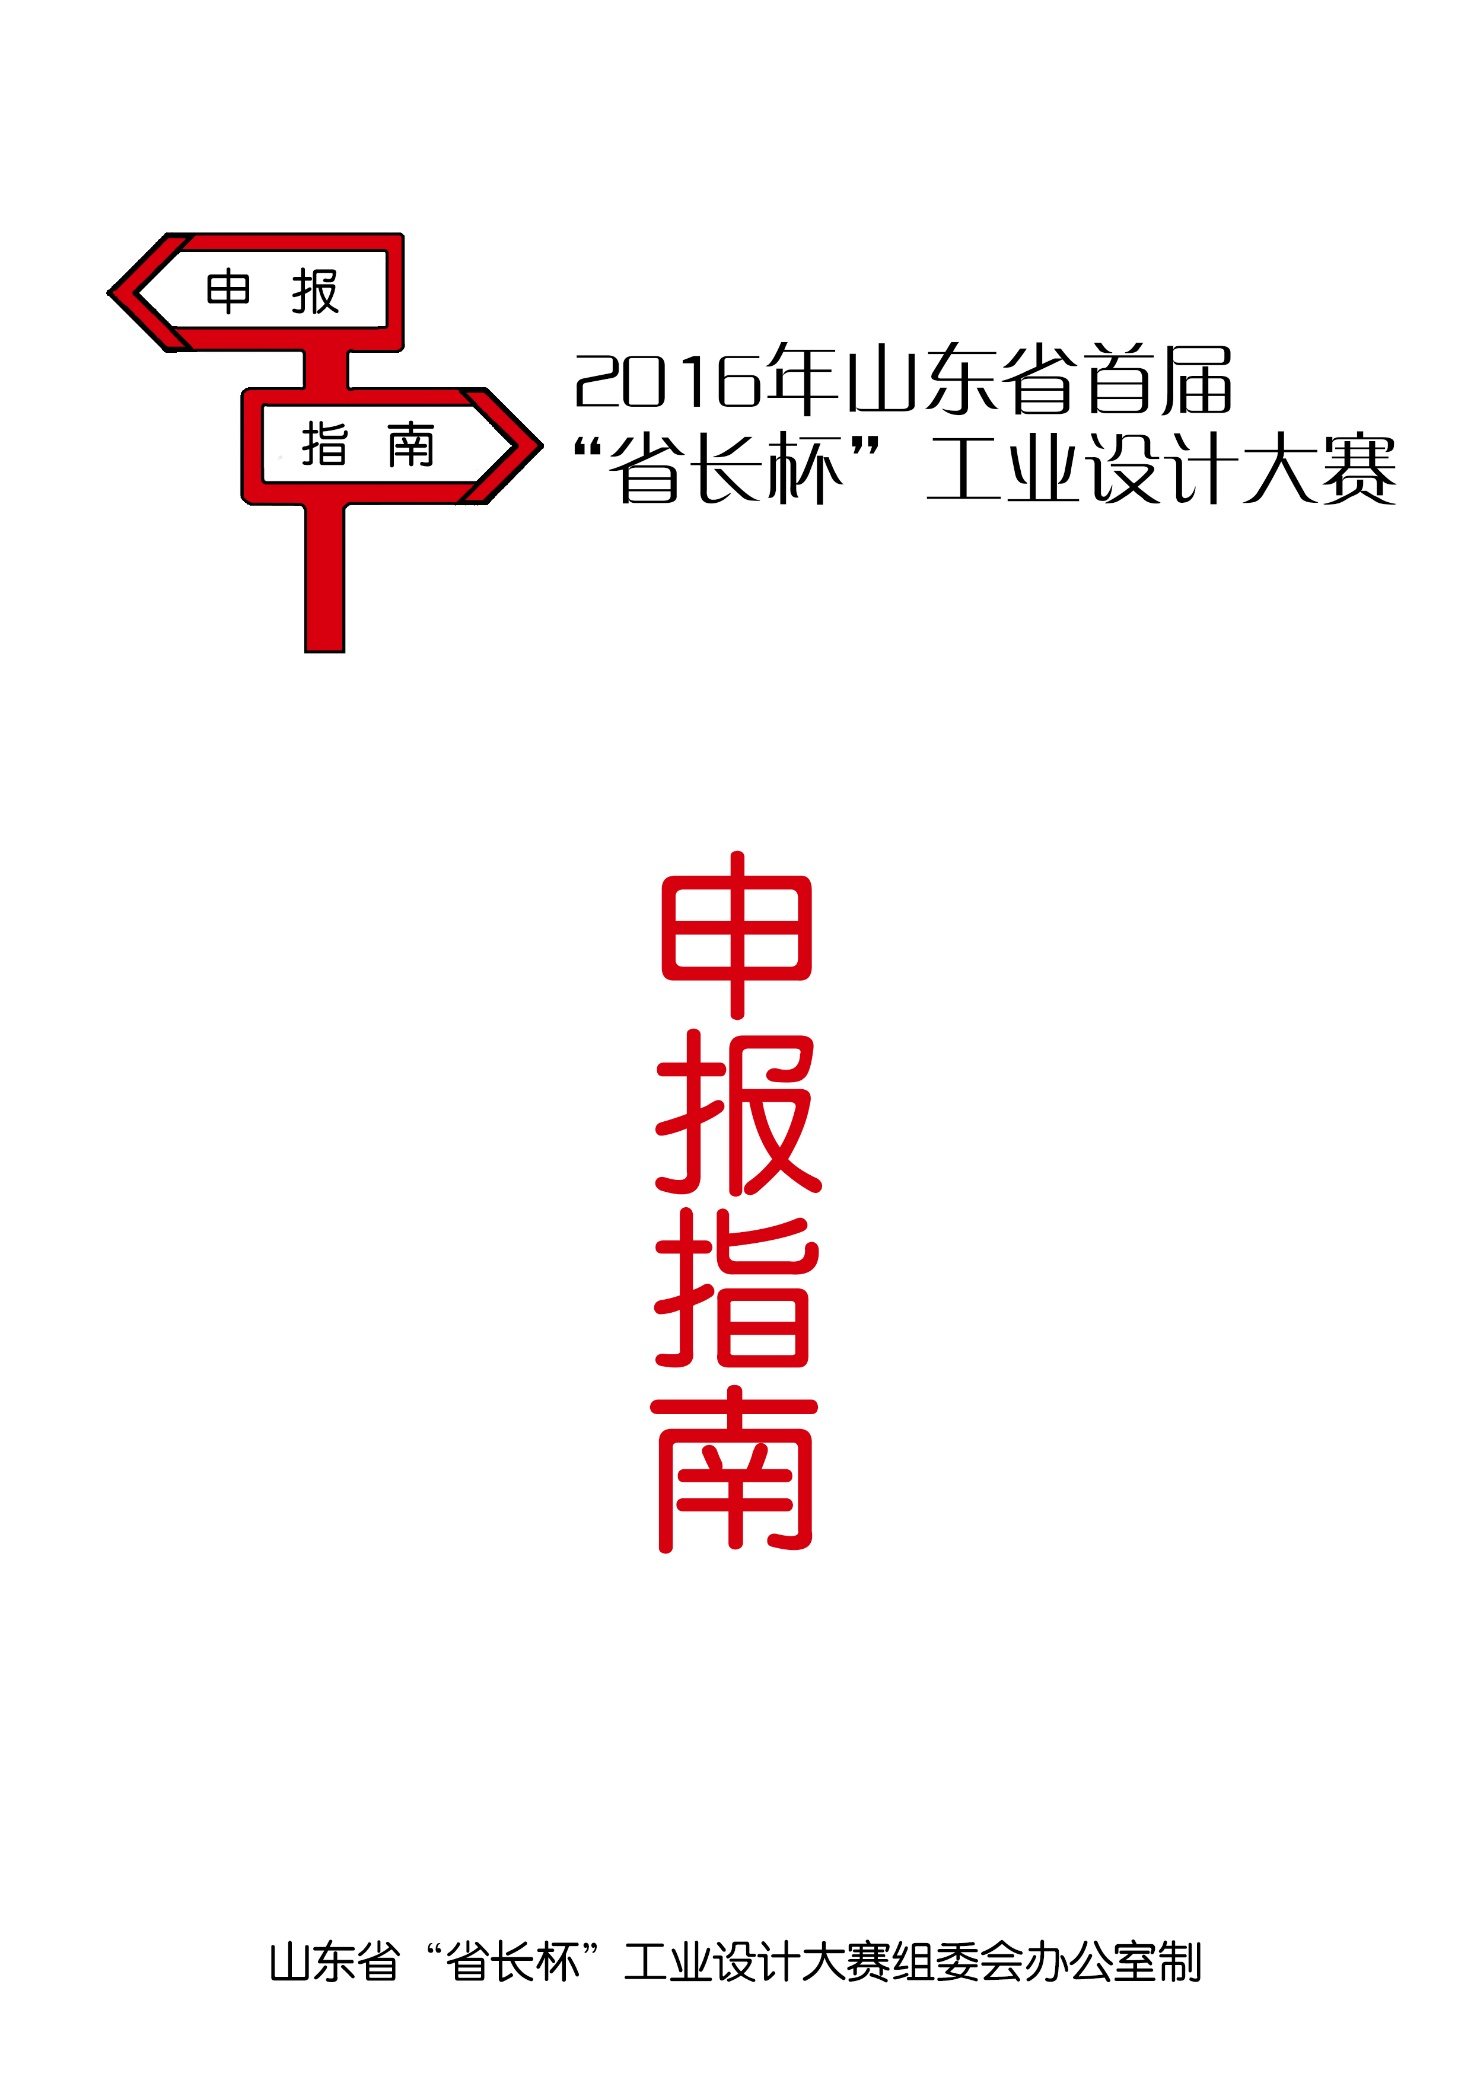 申 报
指 南
2016年山东省首届
“省长杯”工业设计大赛
申
报
指
南
山东省“省长杯”工业设计大赛组委会办公室制